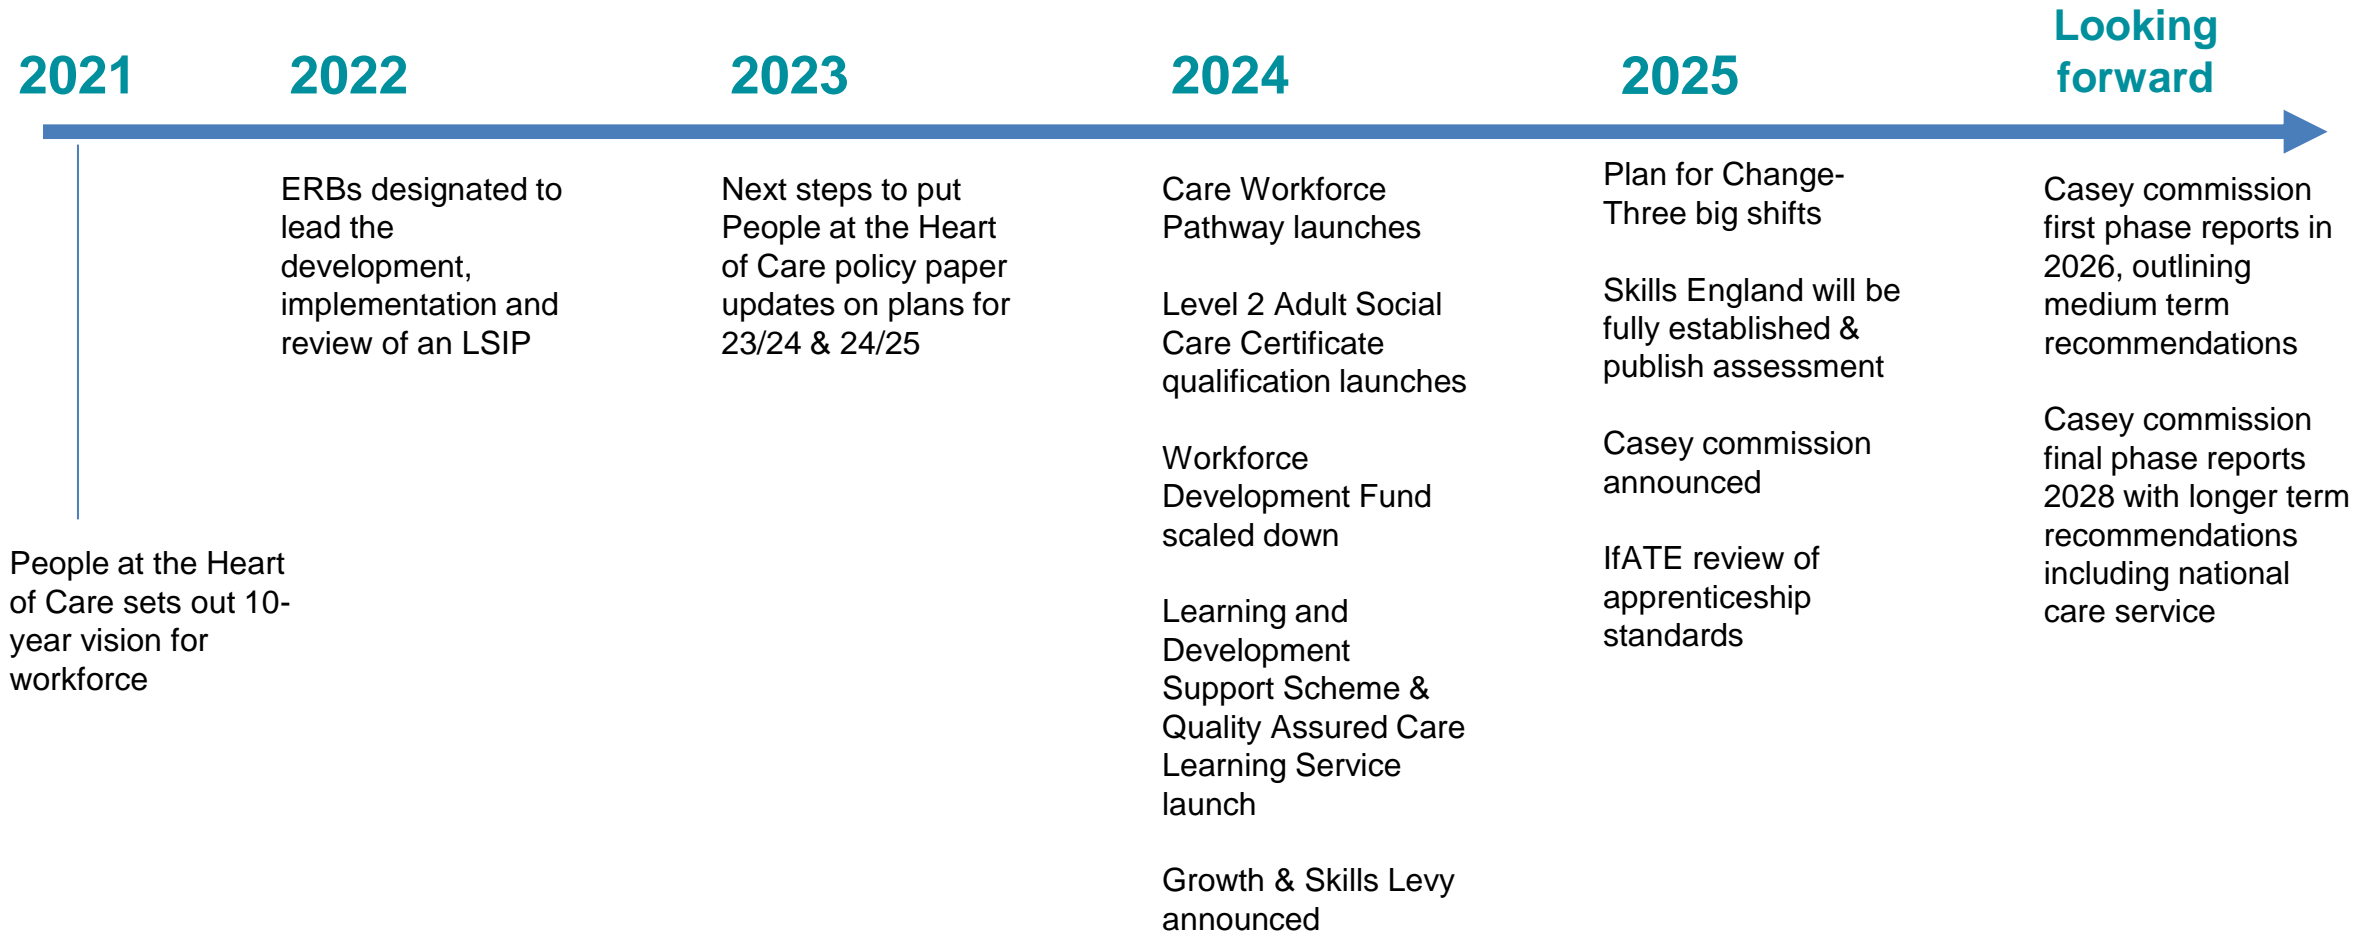 2021
People at the Heart
of Care sets out 10-
year vision for
workforce
2022
ERBs designated to
lead the
development,
implementation and
review of an LSIP
2023
Next steps to put
People at the Heart
of Care policy paper
updates on plans for
23/24 & 24/25
2024
Care Workforce
Pathway launches
Level 2 Adult Social
Care Certificate
qualification launches
Workforce
Development Fund
scaled down
Learning and
Development
Support Scheme &
Quality Assured Care
Learning Service
launch
Growth & Skills Levy
announced
2025
Plan for Change-
Three big shifts
Skills England will be
fully established &
publish assessment
Casey commission
announced
IfATE review of
apprenticeship
standards
Looking
forward
Casey commission
first phase reports in
2026, outlining
medium term
recommendations
Casey commission
final phase reports
2028 with longer term
recommendations
including national
care service